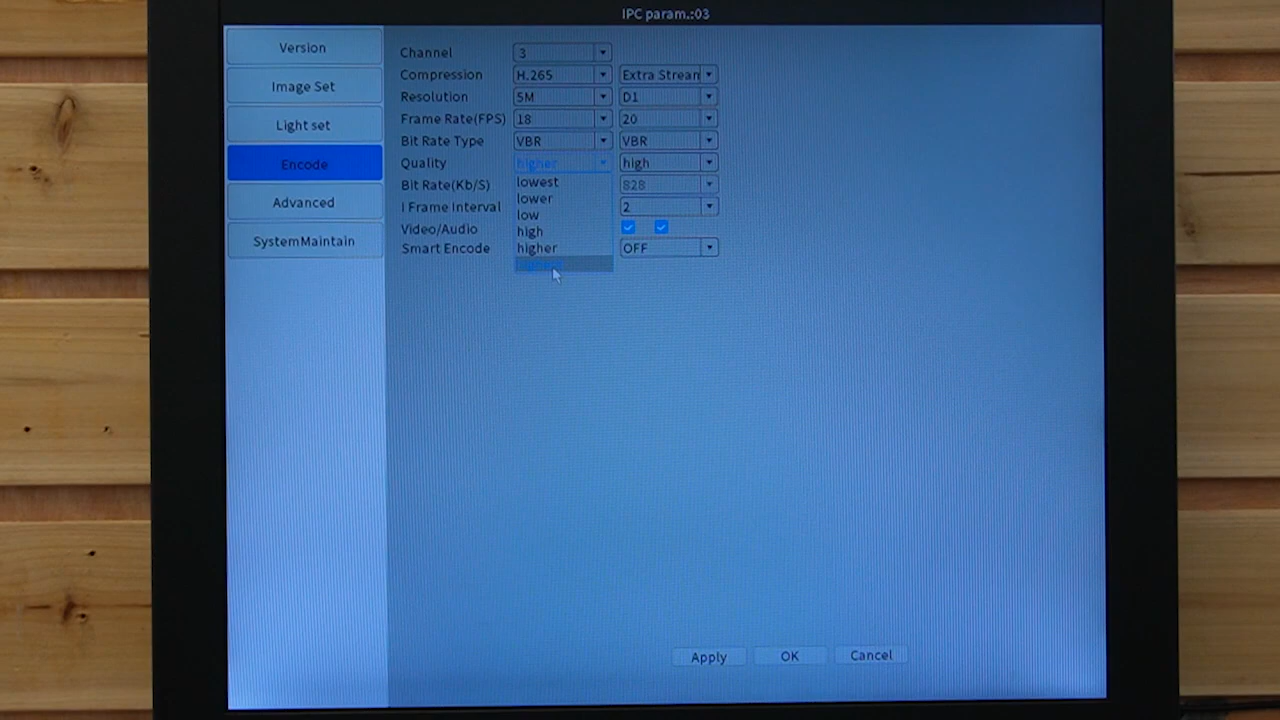 IPC param.:03
Version
Image Set
Light set
Encode
Advanced
SystemMaintain
Channel 3
Compression H.265 Extra Strean
Resolution 5M D1
Frame Rate(FPS) 18 20
Bit Rate Type VBR VBR
Quality higher high
Bit Rate(Kb/S) 828
I Frame Interval 2
Video/Audio
Smart Encode OFF
lowest
lower
low
high
higher
Apply OK Cancel